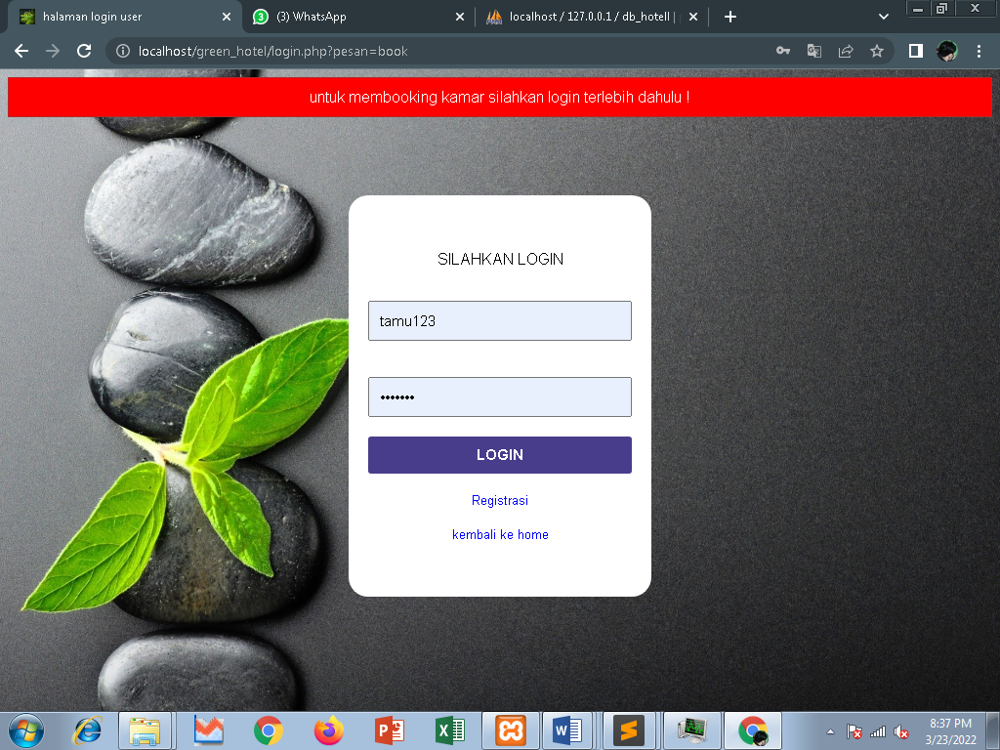 halaman login user
(3) WhatsApp
localhost / 127.0.0.1 / db_hotell |
localhost/green_hotel/login.php?pesan=book
untuk membooking kamar silahkan login terlebih dahulu !
SILAHKAN LOGIN
tamu123
•••••••
LOGIN
Registrasi
kembali ke home
8:37 PM
3/23/2022